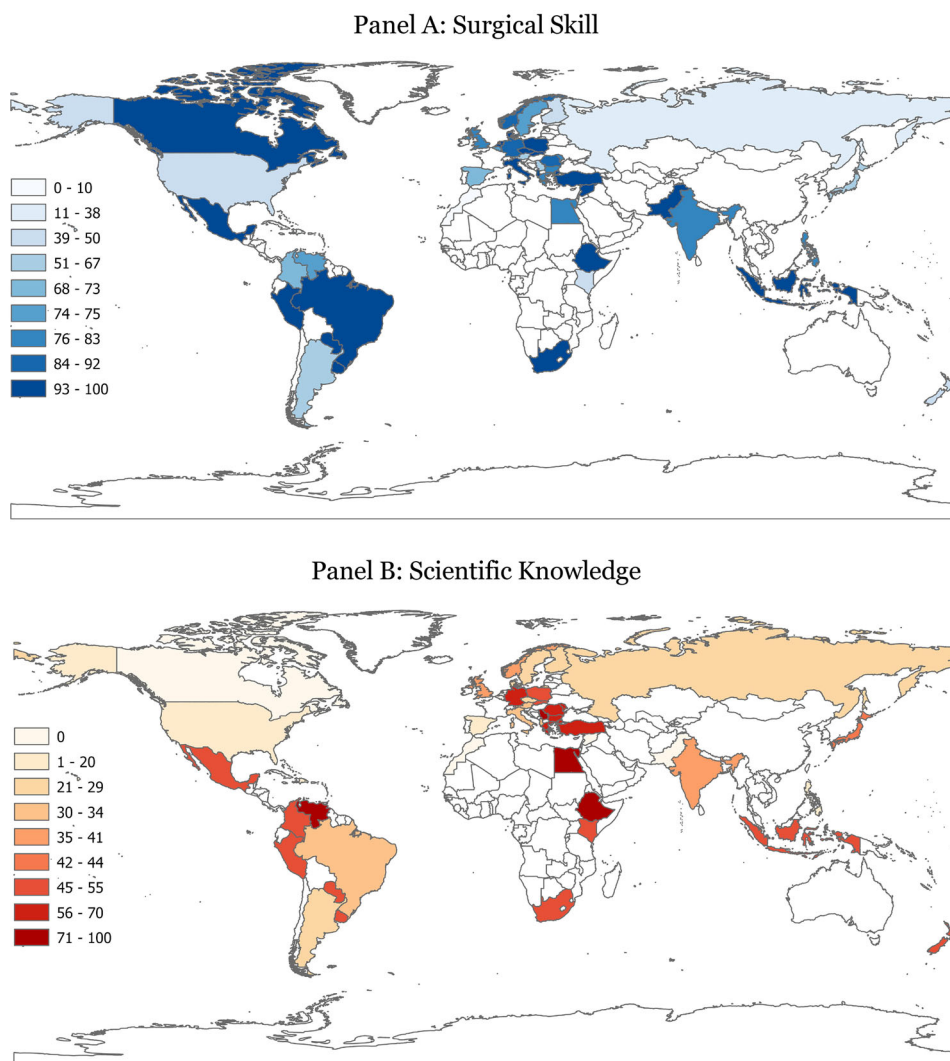 Panel A: Surgical Skill
0 - 10
11 - 38
39 - 50
51 - 67
68 - 73
74 - 75
76 - 83
84 - 92
93 - 100
Panel B: Scientific Knowledge
0
1 - 20
21 - 29
30 - 34
35 - 41
42 - 44
45 - 55
56 - 70
71 - 100